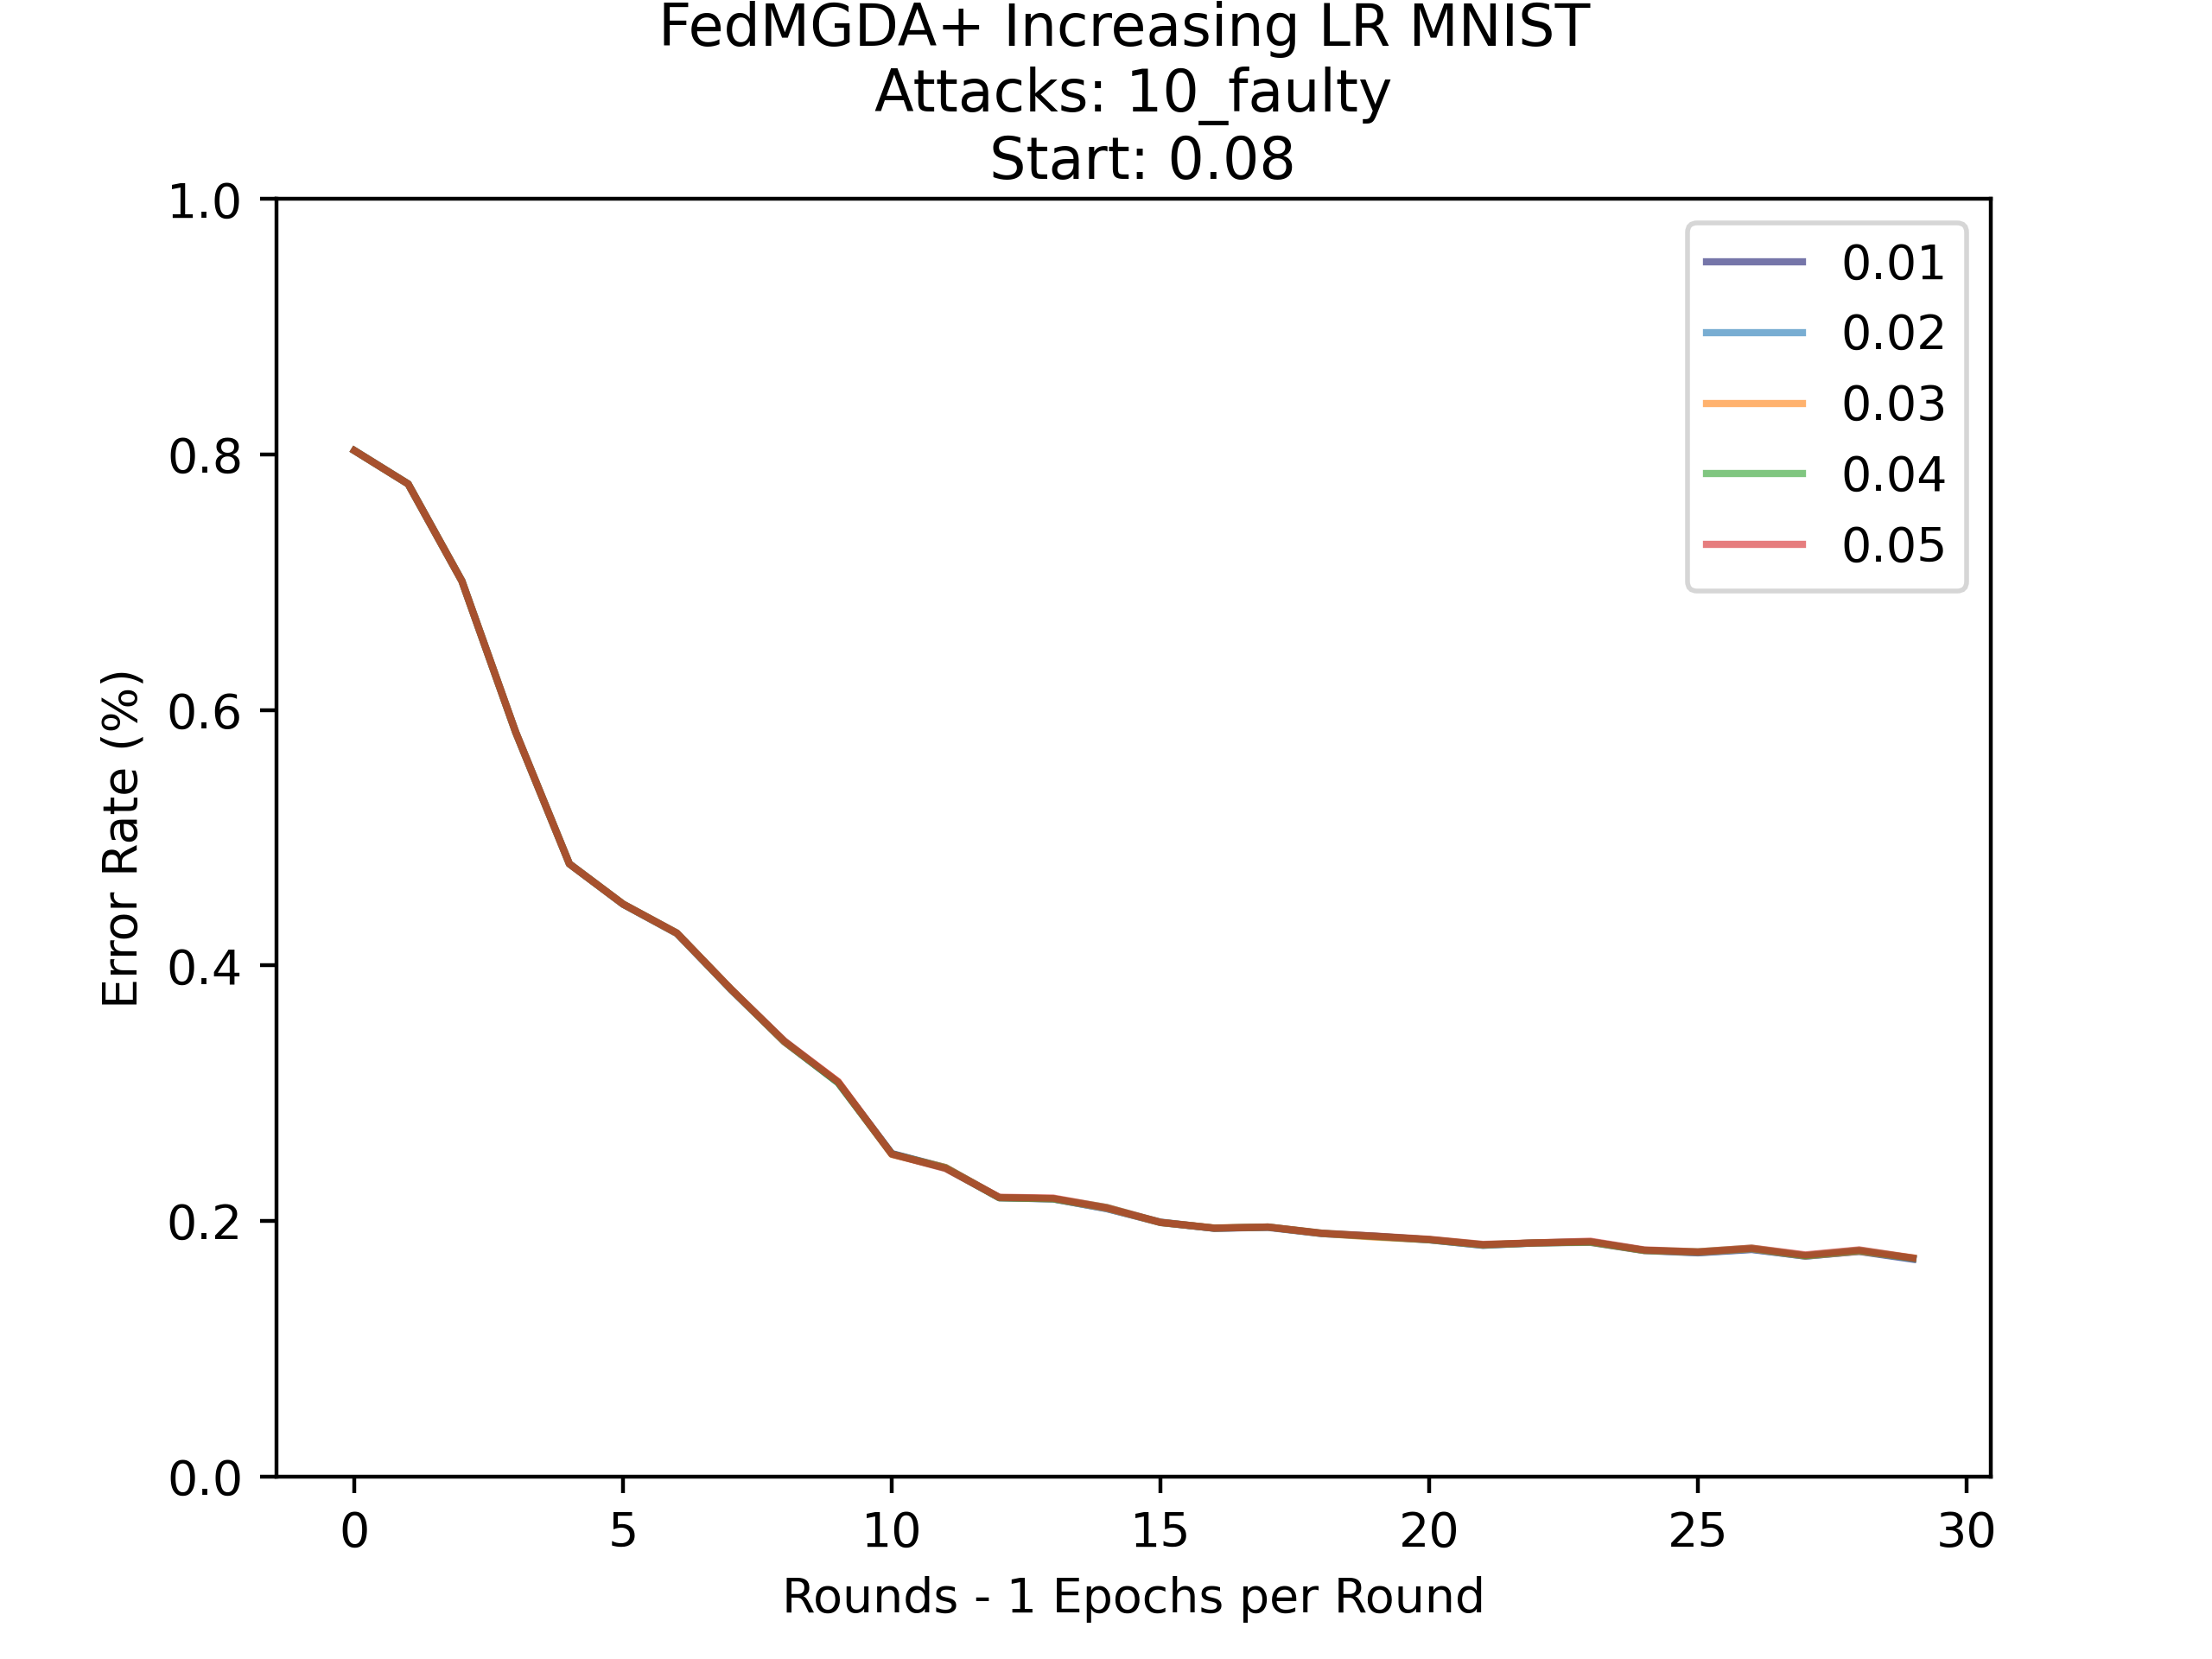 FedMGDA+ Increasing LR MNIST
Attacks: 10_faulty
Start: 0.08
1.0
0.8
0.6
0.4
0.2
0.0
Error Rate (%)
0.01
0.02
0.03
0.04
0.05
0 5 10 15 20 25 30
Rounds - 1 Epochs per Round